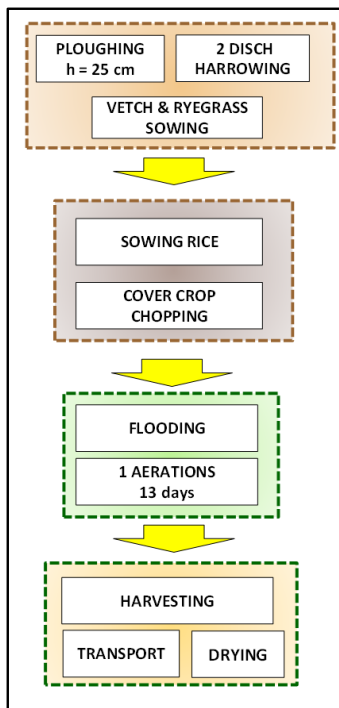 PLOUGHING
h = 25 cm
2 DISCH
HARROWING
VETCH & RYEGRASS
SOWING
SOWING RICE
COVER CROP
CHOPPING
FLOODING
1 AERATIONS
13 days
HARVESTING
TRANSPORT
DRYING